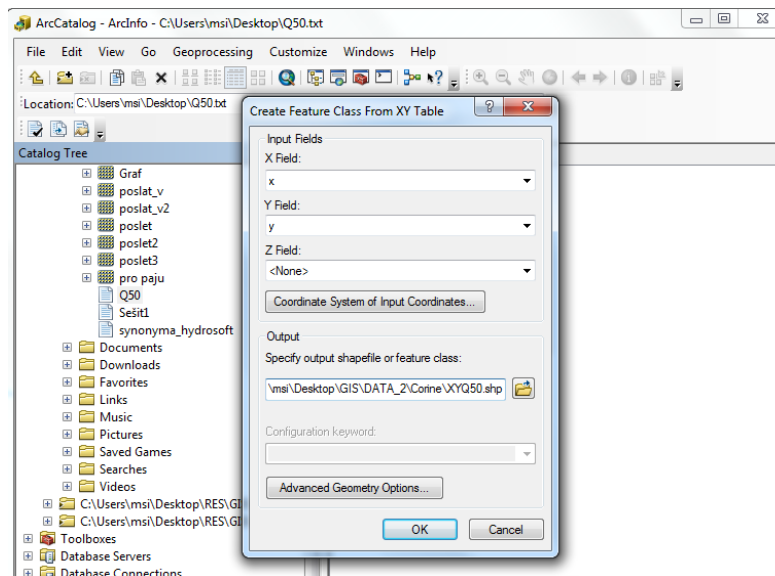 ArcCatalog - ArcInfo - C:\Users\msi\Desktop\Q50.txt
File Edit View Go Geoprocessing Customize Windows Help
Location: C:\Users\msi\Desktop\Q50.txt
Catalog Tree
Graf
poslat_v
poslat_v2
poslet
poslet2
poslet3
pro paju
Q50
Sešit1
synonyma_hydrosoft
Documents
Downloads
Favorites
Links
Music
Pictures
Saved Games
Searches
Videos
C:\Users\msi\Desktop\RES\GI
C:\Users\msi\Desktop\RES\GI
Toolboxes
Database Servers
Database Connections
Create Feature Class From XY Table
Input Fields
X Field:
x
Y Field:
y
Z Field:
<None>
Coordinate System of Input Coordinates...
Output
Specify output shapefile or feature class:
\msi\Desktop\GIS\DATA_2\Corine\XYQ50.shp
Configuration keyword:
Advanced Geometry Options...
OK Cancel